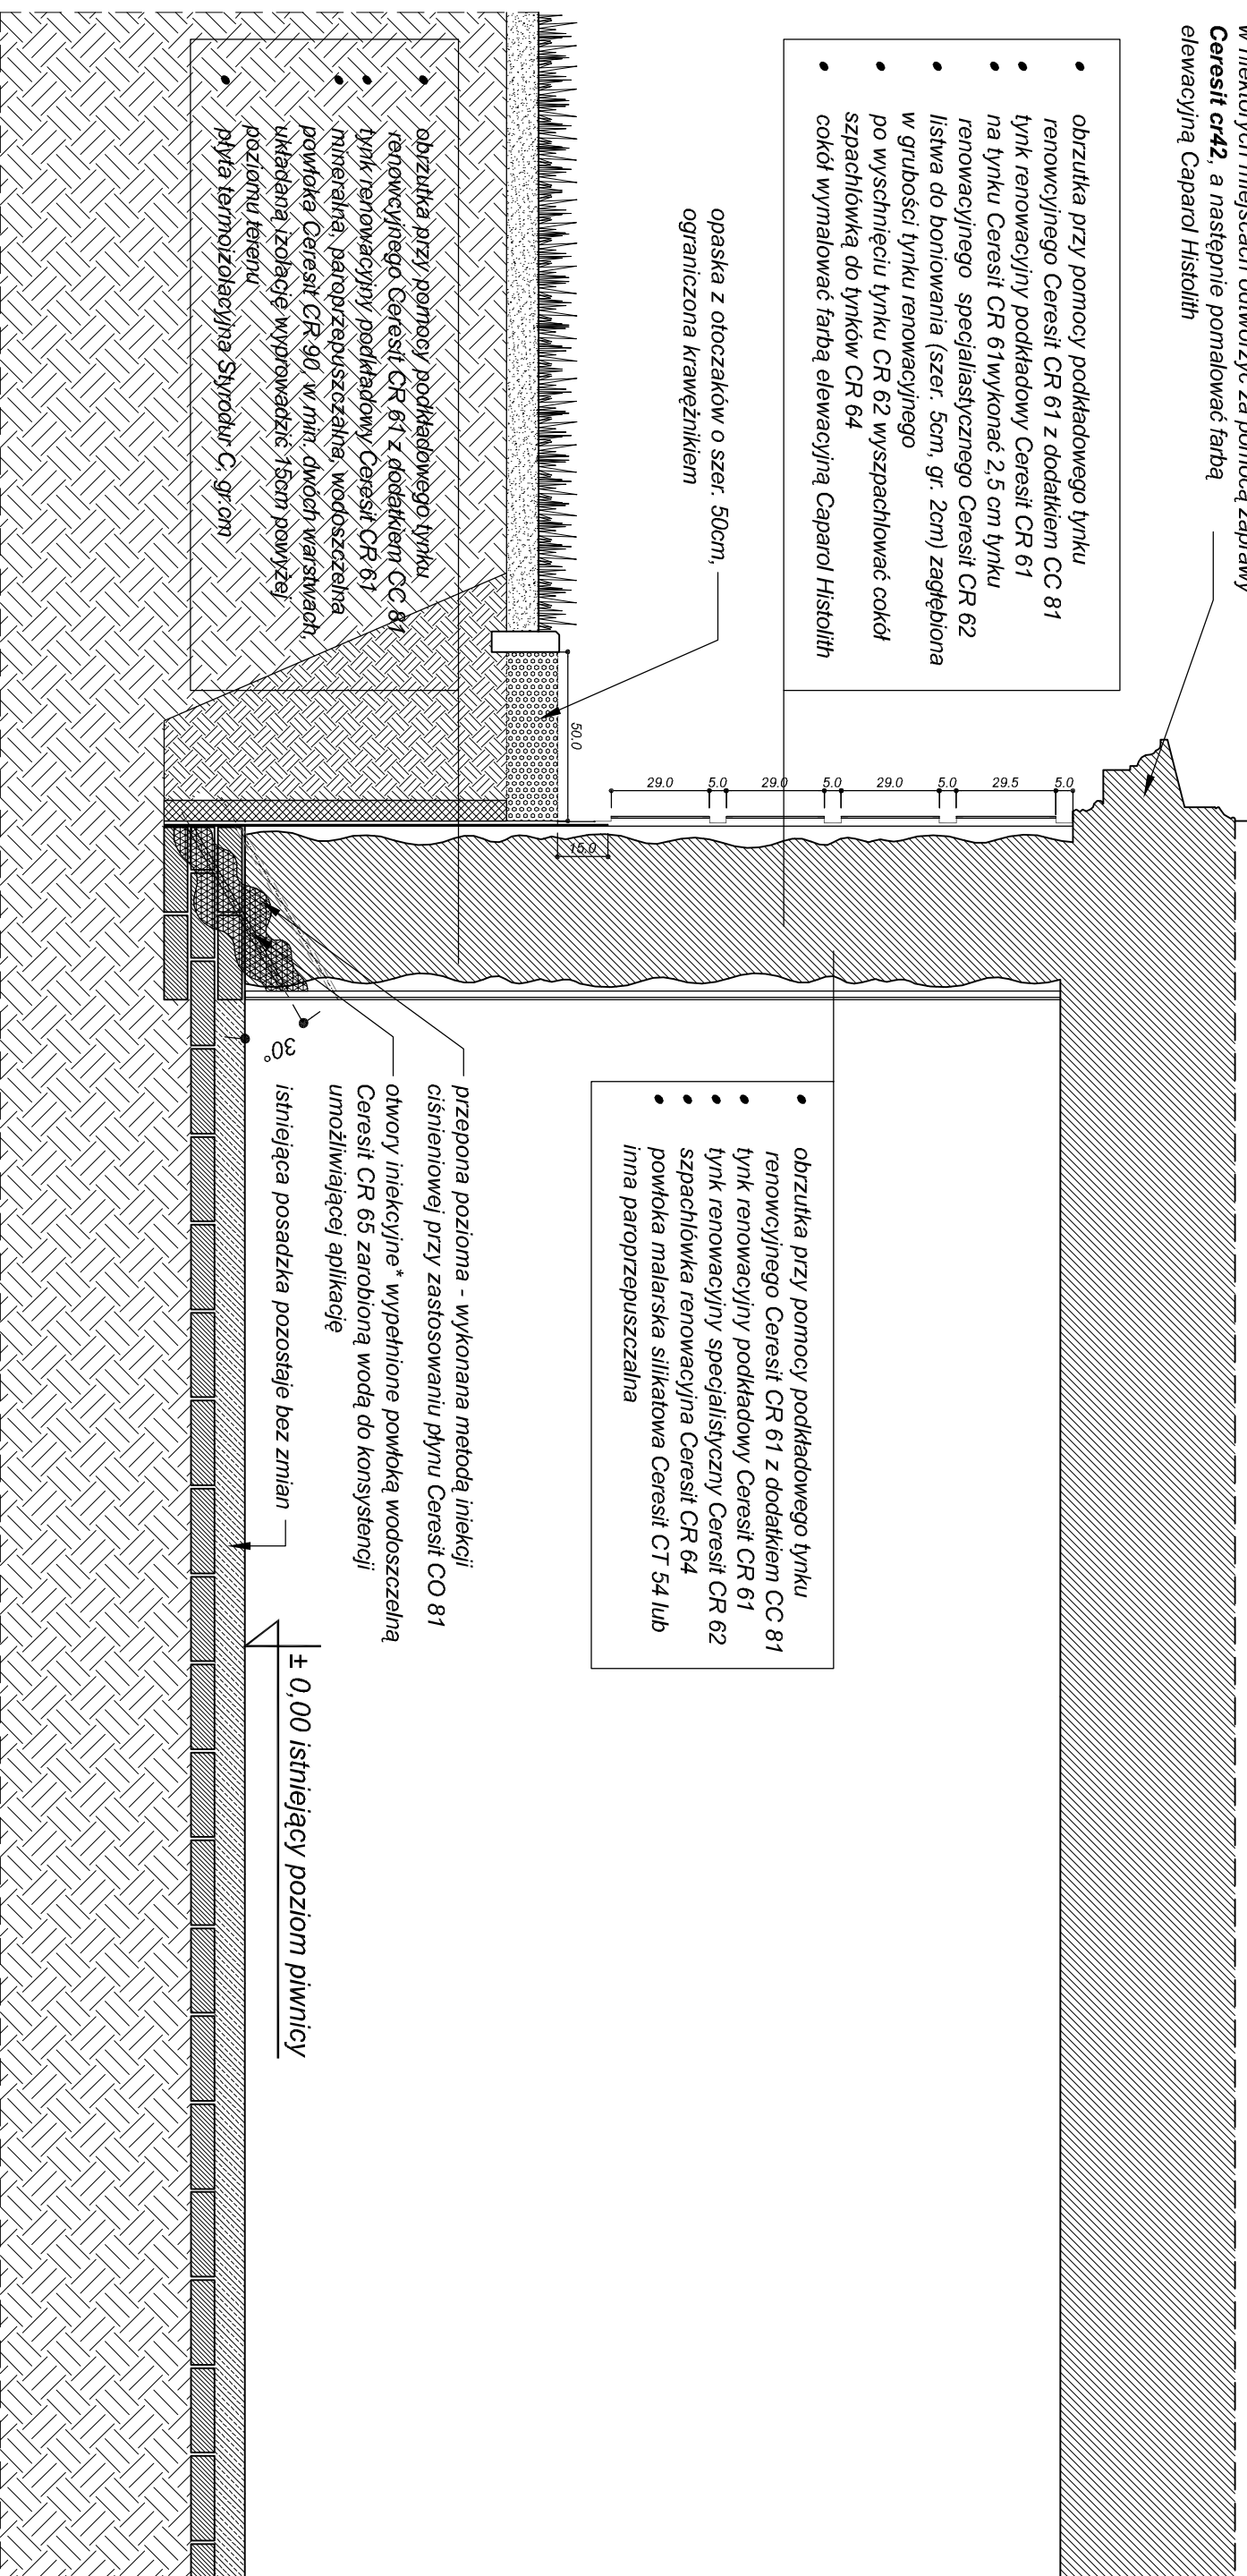 w niektórych miejscach odtworzyć za pomocą zaprawy
Ceresit cr42, a następnie pomalować farbą
elewacyjną Caparol Histolith
obrzutka przy pomocy podkładowego tynku
renowcyjnego Ceresit CR 61 z dodatkiem CC 81
tynk renowacyjny podkładowy Ceresit CR 61
na tynku Ceresit CR 61wykonać 2,5 cm tynku
renowacyjnego specjaliastycznego Ceresit CR 62
listwa do boniowania (szer. 5cm, gr. 2cm) zagłębiona
w grubości tynku renowacyjnego
po wyschnięciu tynku CR 62 wyszpachlować cokół
szpachlówką do tynków CR 64
cokół wymalować farbą elewacyjną Caparol Histolith
opaska z otoczaków o szer. 50cm,
ograniczona krawężnikiem
5.0
29.5
5.0
29.0
5.0
29.0
5.0
29.0
50.0
15.0
obrzutka przy pomocy podkładowego tynku
renowcyjnego Ceresit CR 61 z dodatkiem CC 81
tynk renowacyjny podkładowy Ceresit CR 61
tynk renowacyjny specjalistyczny Ceresit CR 62
szpachlówka renowacyjna Ceresit CR 64
powłoka malarska silikatowa Ceresit CT 54 lub
inna paroprzepuszczalna
obrzutka przy pomocy podkładowego tynku
renowcyjnego Ceresit CR 61 z dodatkiem CC 81
tynk renowacyjny podkładowy Ceresit CR 61
mineralna, paroprzepuszczalna, wodoszczelna
powłoka Ceresit CR 90, w min. dwóch warstwach,
układaną izolację wyprowadzić 15cm powyżej
poziomu terenu
płyta termoizolacyjna Styrodur C, gr.cm
przepona pozioma - wykonana metodą iniekcji
ciśnieniowej przy zastosowaniu płynu Ceresit CO 81
otwory iniekcyjne* wypełnione powłoką wodoszczelną
Ceresit CR 65 zarobioną wodą do konsystencji
umożliwiającej aplikację
30°
istniejąca posadzka pozostaje bez zmian
± 0,00 istniejący poziom piwnicy